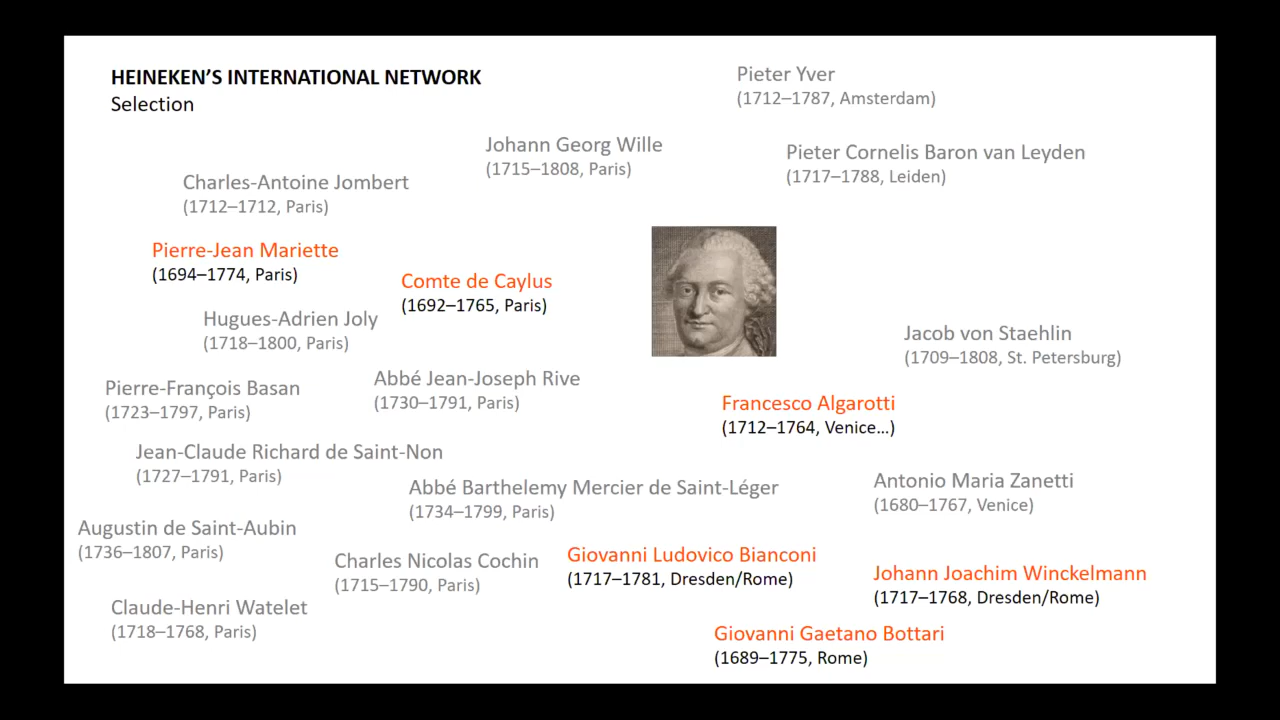 HEINEKEN'S INTERNATIONAL NETWORK
Selection
Pieter Yver
(1712–1787, Amsterdam)
Johann Georg Wille
(1715–1808, Paris)
Pieter Cornelis Baron van Leyden
(1717–1788, Leiden)
Charles-Antoine Jombert
(1712–1712, Paris)
Pierre-Jean Mariette
(1694–1774, Paris)
Comte de Caylus
(1692–1765, Paris)
Hugues-Adrien Joly
(1718–1800, Paris)
Jacob von Staehlin
(1709–1808, St. Petersburg)
Pierre-François Basan
(1723–1797, Paris)
Abbé Jean-Joseph Rive
(1730–1791, Paris)
Francesco Algarotti
(1712–1764, Venice...)
Jean-Claude Richard de Saint-Non
(1727–1791, Paris)
Abbé Barthelemy Mercier de Saint-Léger
(1734–1799, Paris)
Antonio Maria Zanetti
(1680–1767, Venice)
Augustin de Saint-Aubin
(1736–1807, Paris)
Charles Nicolas Cochin
(1715–1790, Paris)
Giovanni Ludovico Bianconi
(1717–1781, Dresden/Rome)
Johann Joachim Winckelmann
(1717–1768, Dresden/Rome)
Claude-Henri Watelet
(1718–1768, Paris)
Giovanni Gaetano Bottari
(1689–1775, Rome)